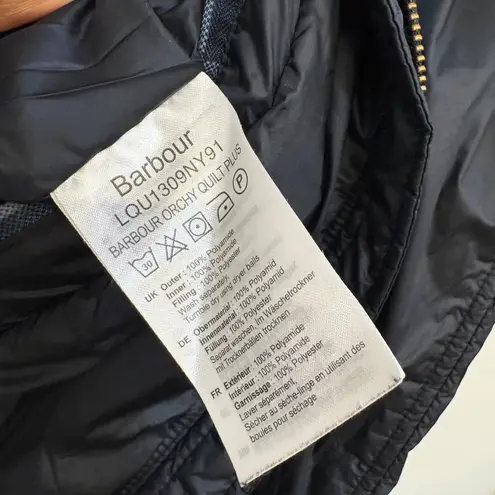 Barbour
LQU1309NY91
BARBOUR ORCHY QUILT PLUS
30 P
UK Outer : 100% Polyamide
Inner : 100% Polyamide
Filling : 100% Polyester
Wash separately.
Tumble dry using dryer balls
DE Obermaterial : 100% Polyamid
Innenmaterial : 100% Polyamid
Füllung : 100% Polyester
Separat waschen, Im Wäschetrockner
mit Trocknerbällen trocknen
FR Extérieur : 100% Polyamide
Intérieur : 100% Polyamide
Garnissage : 100% Polyester
Laver séparément.
Sécher au sèche-linge en utilisant des
boules pour séchage